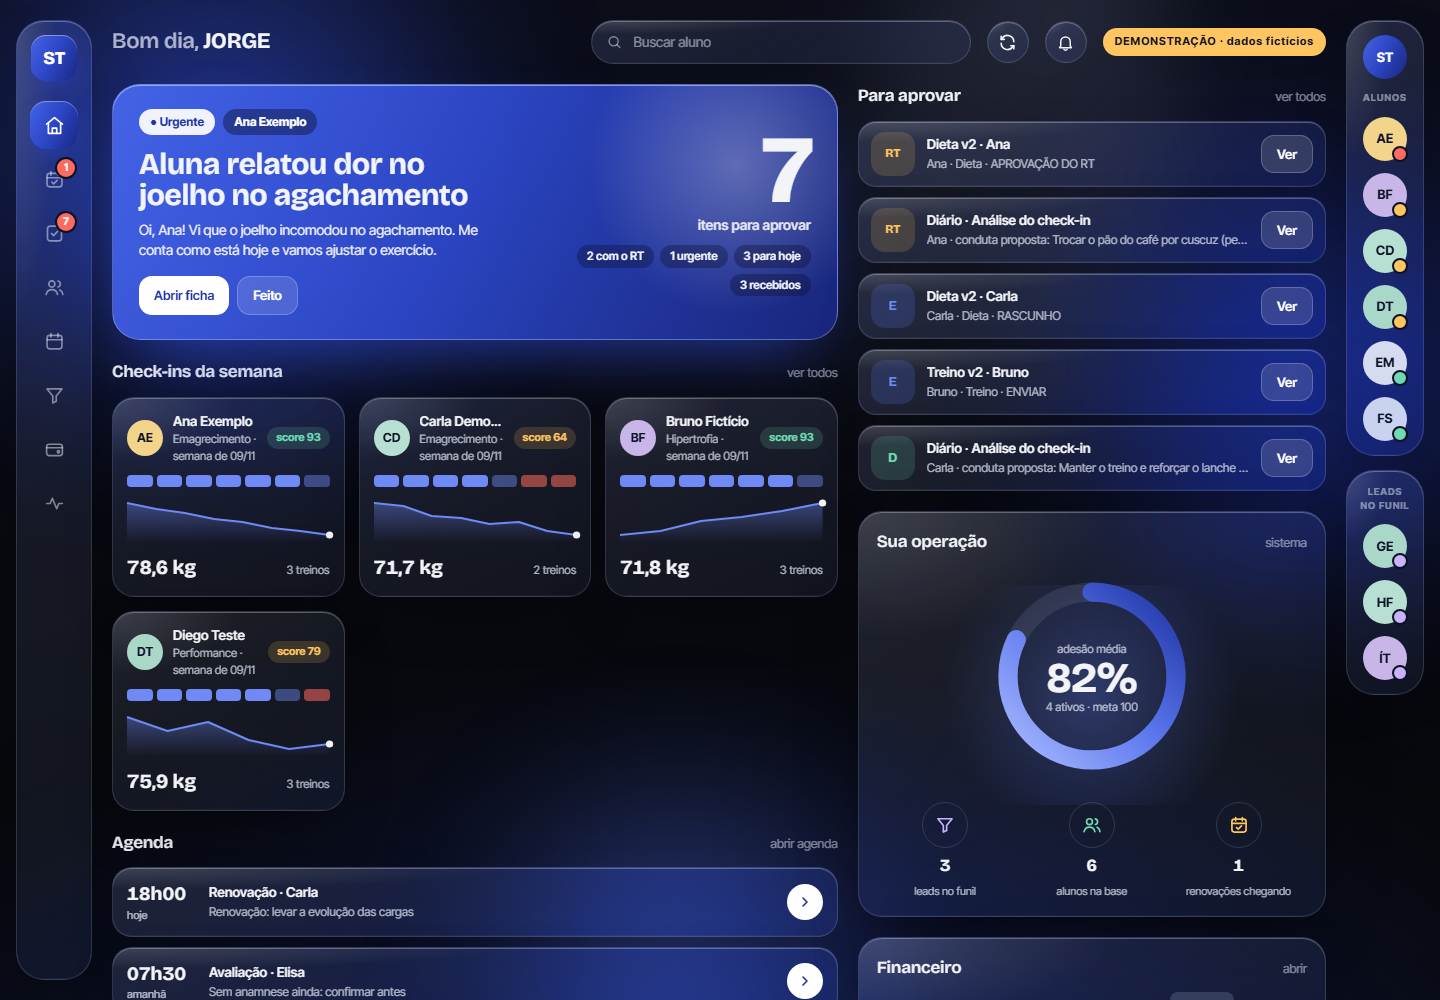 ST
1
7
Bom dia, JORGE
Buscar aluno
DEMONSTRAÇÃO · dados fictícios
• Urgente
Ana Exemplo
Aluna relatou dor no
joelho no agachamento
Oi, Ana! Vi que o joelho incomodou no agachamento. Me
conta como está hoje e vamos ajustar o exercício.
Abrir ficha
Feito
7
itens para aprovar
2 com o RT
1 urgente
3 para hoje
3 recebidos
Check-ins da semana
ver todos
AE
Ana Exemplo
Emagrecimento ·
semana de 09/11
score 93
78,6 kg
3 treinos
CD
Carla Demo...
Emagrecimento ·
semana de 09/11
score 64
71,7 kg
2 treinos
BF
Bruno Fictício
Hipertrofia ·
semana de 09/11
score 93
71,8 kg
3 treinos
DT
Diego Teste
Performance ·
semana de 09/11
score 79
75,9 kg
3 treinos
Agenda
abrir agenda
18h00
hoje
Renovação · Carla
Renovação: levar a evolução das cargas
07h30
amanhã
Avaliação · Elisa
Sem anamnese ainda: confirmar antes
Para aprovar
ver todos
RT
Dieta v2 · Ana
Ana · Dieta · APROVAÇÃO DO RT
Ver
RT
Diário · Análise do check-in
Ana · conduta proposta: Trocar o pão do café por cuscuz (pe...
Ver
E
Dieta v2 · Carla
Carla · Dieta · RASCUNHO
Ver
E
Treino v2 · Bruno
Bruno · Treino · ENVIAR
Ver
D
Diário · Análise do check-in
Carla · conduta proposta: Manter o treino e reforçar o lanche ...
Ver
Sua operação
sistema
adesão média
82%
4 ativos · meta 100
3
leads no funil
6
alunos na base
1
renovações chegando
Financeiro
abrir
ST
ALUNOS
AE
BF
CD
DT
EM
FS
LEADS
NO FUNIL
GE
HF
ÍT